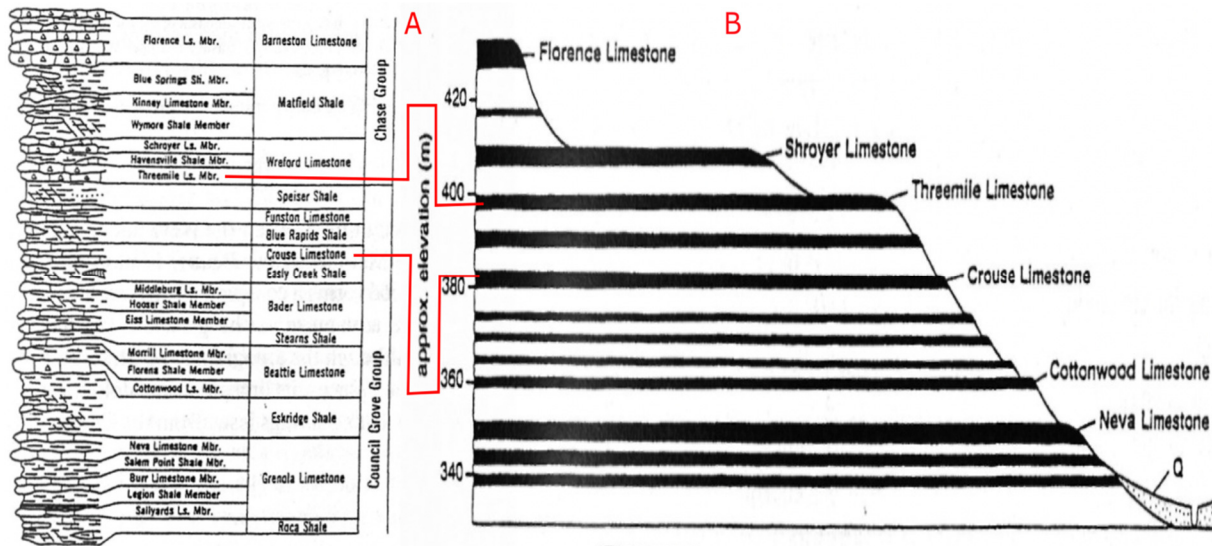 A
B
Florence Ls. Mbr.
Barneston Limestone
Blue Springs Sh. Mbr.
Kinney Limestone Mbr.
Wymore Shale Member
Matfield Shale
Schroyer Ls. Mbr.
Havensville Shale Mbr.
Threemile Ls. Mbr.
Wreford Limestone
Chase Group
Speiser Shale
Funston Limestone
Blue Rapids Shale
Crouse Limestone
Easly Creek Shale
Middleburg Ls. Mbr.
Hooser Shale Member
Eiss Limestone Member
Bader Limestone
Stearns Shale
Morrill Limestone Mbr.
Florena Shale Member
Cottonwood Ls. Mbr.
Beattie Limestone
Eskridge Shale
Neva Limestone Mbr.
Salem Point Shale Mbr.
Burr Limestone Mbr.
Legion Shale Member
Sallyards Ls. Mbr.
Grenola Limestone
Roca Shale
Council Grove Group
approx. elevation (m)
420
400
380
360
340
Florence Limestone
Shroyer Limestone
Threemile Limestone
Crouse Limestone
Cottonwood Limestone
Neva Limestone
Q